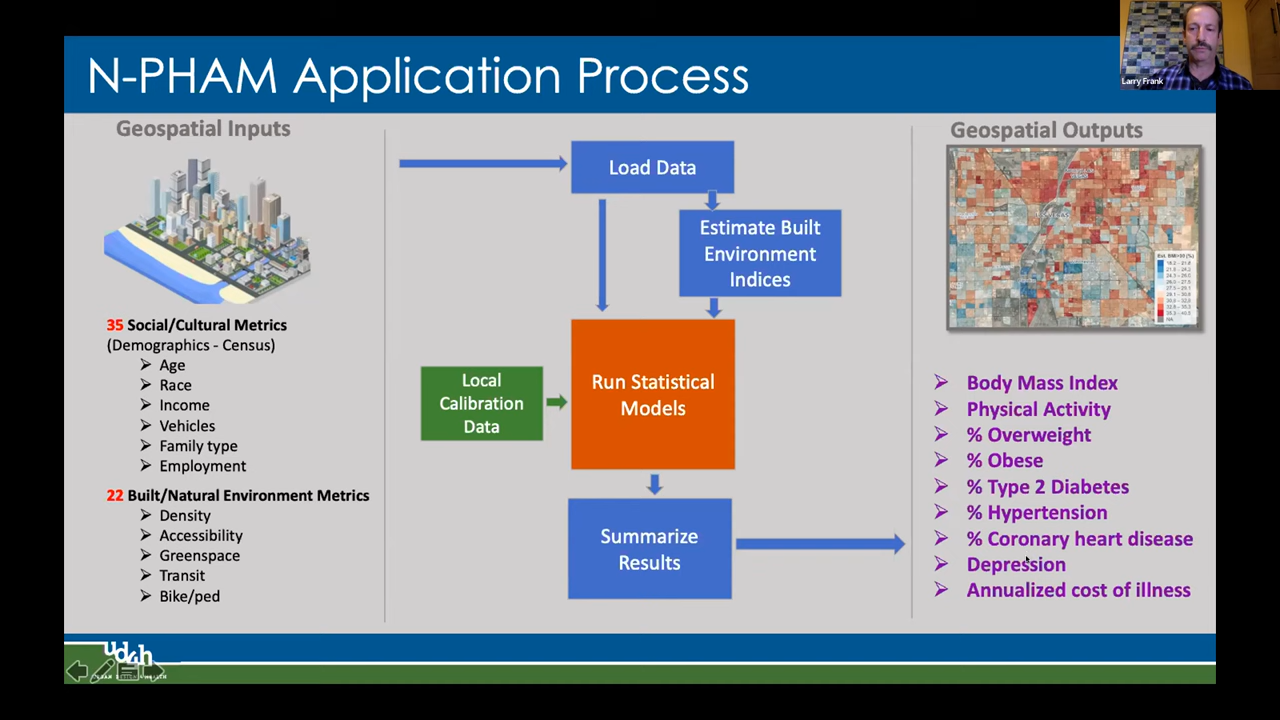 N-PHAM Application Process
Larry Frank
Geospatial Inputs
35 Social/Cultural Metrics
(Demographics - Census)
Age
Race
Income
Vehicles
Family type
Employment
22 Built/Natural Environment Metrics
Density
Accessibility
Greenspace
Transit
Bike/ped
Load Data
Estimate Built
Environment
Indices
Local
Calibration
Data
Run Statistical
Models
Summarize
Results
Geospatial Outputs
Body Mass Index
Physical Activity
% Overweight
% Obese
% Type 2 Diabetes
% Hypertension
% Coronary heart disease
Depression
Annualized cost of illness
ud4h